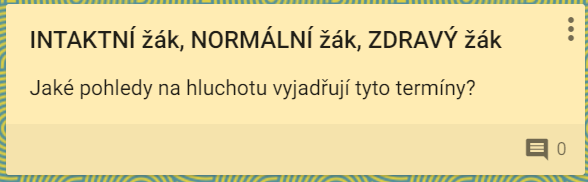 INTAKTNÍ žák, NORMÁLNÍ žák, ZDRAVÝ žák
Jaké pohledy na hluchotu vyjadřují tyto termíny?
0